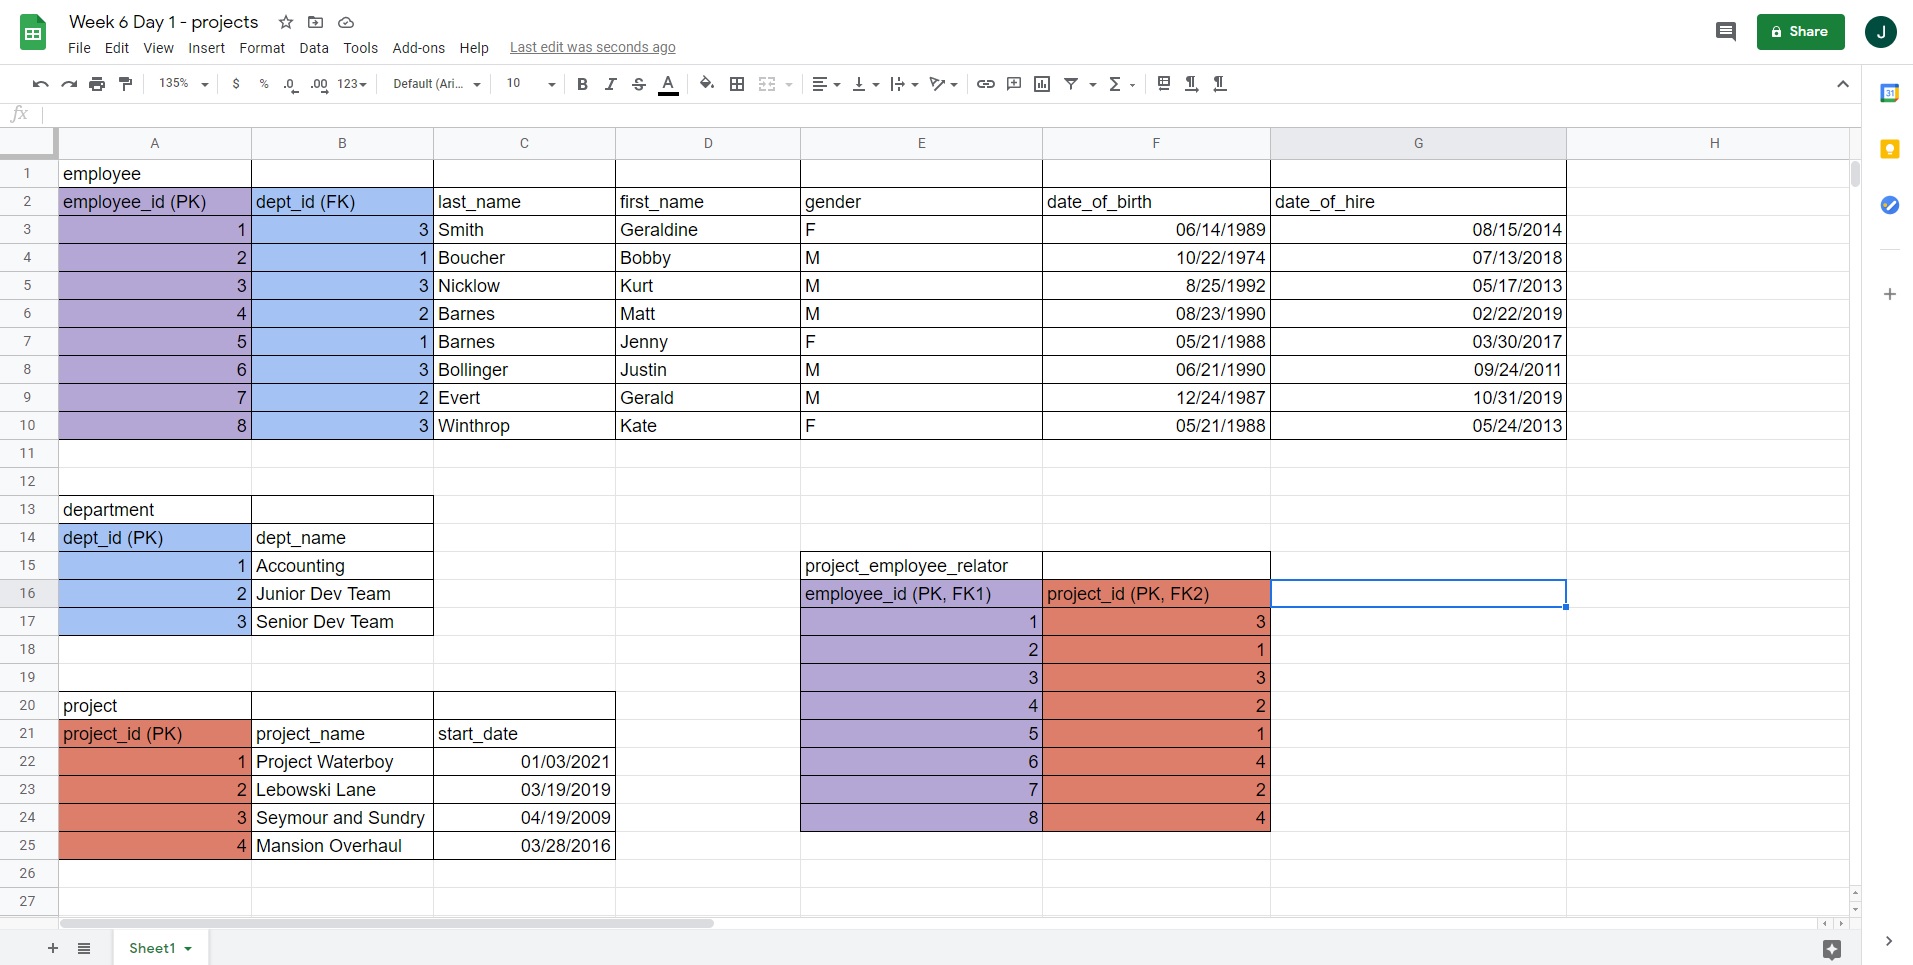 Week 6 Day 1 - projects
File Edit View Insert Format Data Tools Add-ons Help Last edit was seconds ago
Share
J
135% $ % .0 .00 123 Default (Ari... 10 B I S A Σ
31
fx
A B C D E F G H
1 employee
2 employee_id (PK) dept_id (FK) last_name first_name gender date_of_birth date_of_hire
3 1 3 Smith Geraldine F 06/14/1989 08/15/2014
4 2 1 Boucher Bobby M 10/22/1974 07/13/2018
5 3 3 Nicklow Kurt M 8/25/1992 05/17/2013
6 4 2 Barnes Matt M 08/23/1990 02/22/2019
7 5 1 Barnes Jenny F 05/21/1988 03/30/2017
8 6 3 Bollinger Justin M 06/21/1990 09/24/2011
9 7 2 Evert Gerald M 12/24/1987 10/31/2019
10 8 3 Winthrop Kate F 05/21/1988 05/24/2013
11
12
13 department
14 dept_id (PK) dept_name
15 1 Accounting project_employee_relator
16 2 Junior Dev Team employee_id (PK, FK1) project_id (PK, FK2)
17 3 Senior Dev Team 1 3
18 2 1
19 3 3
20 project 4 2
21 project_id (PK) project_name start_date 5 1
22 1 Project Waterboy 01/03/2021 6 4
23 2 Lebowski Lane 03/19/2019 7 2
24 3 Seymour and Sundry 04/19/2009 8 4
25 4 Mansion Overhaul 03/28/2016
26
27
Sheet1